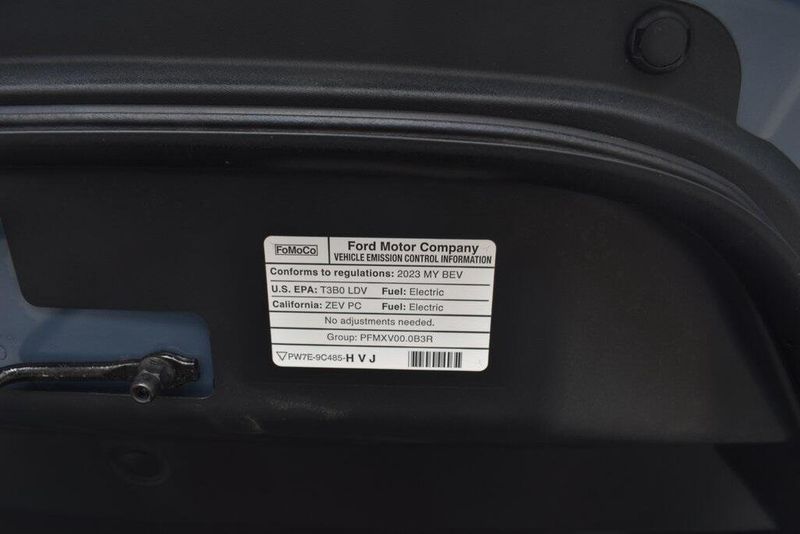 FoMoCo
Ford Motor Company
VEHICLE EMISSION CONTROL INFORMATION
Conforms to regulations: 2023 MY BEV
U.S. EPA: T3B0 LDV Fuel: Electric
California: ZEV PC Fuel: Electric
No adjustments needed.
Group: PFMXV00.0B3R
PW7E-9C485-H V J